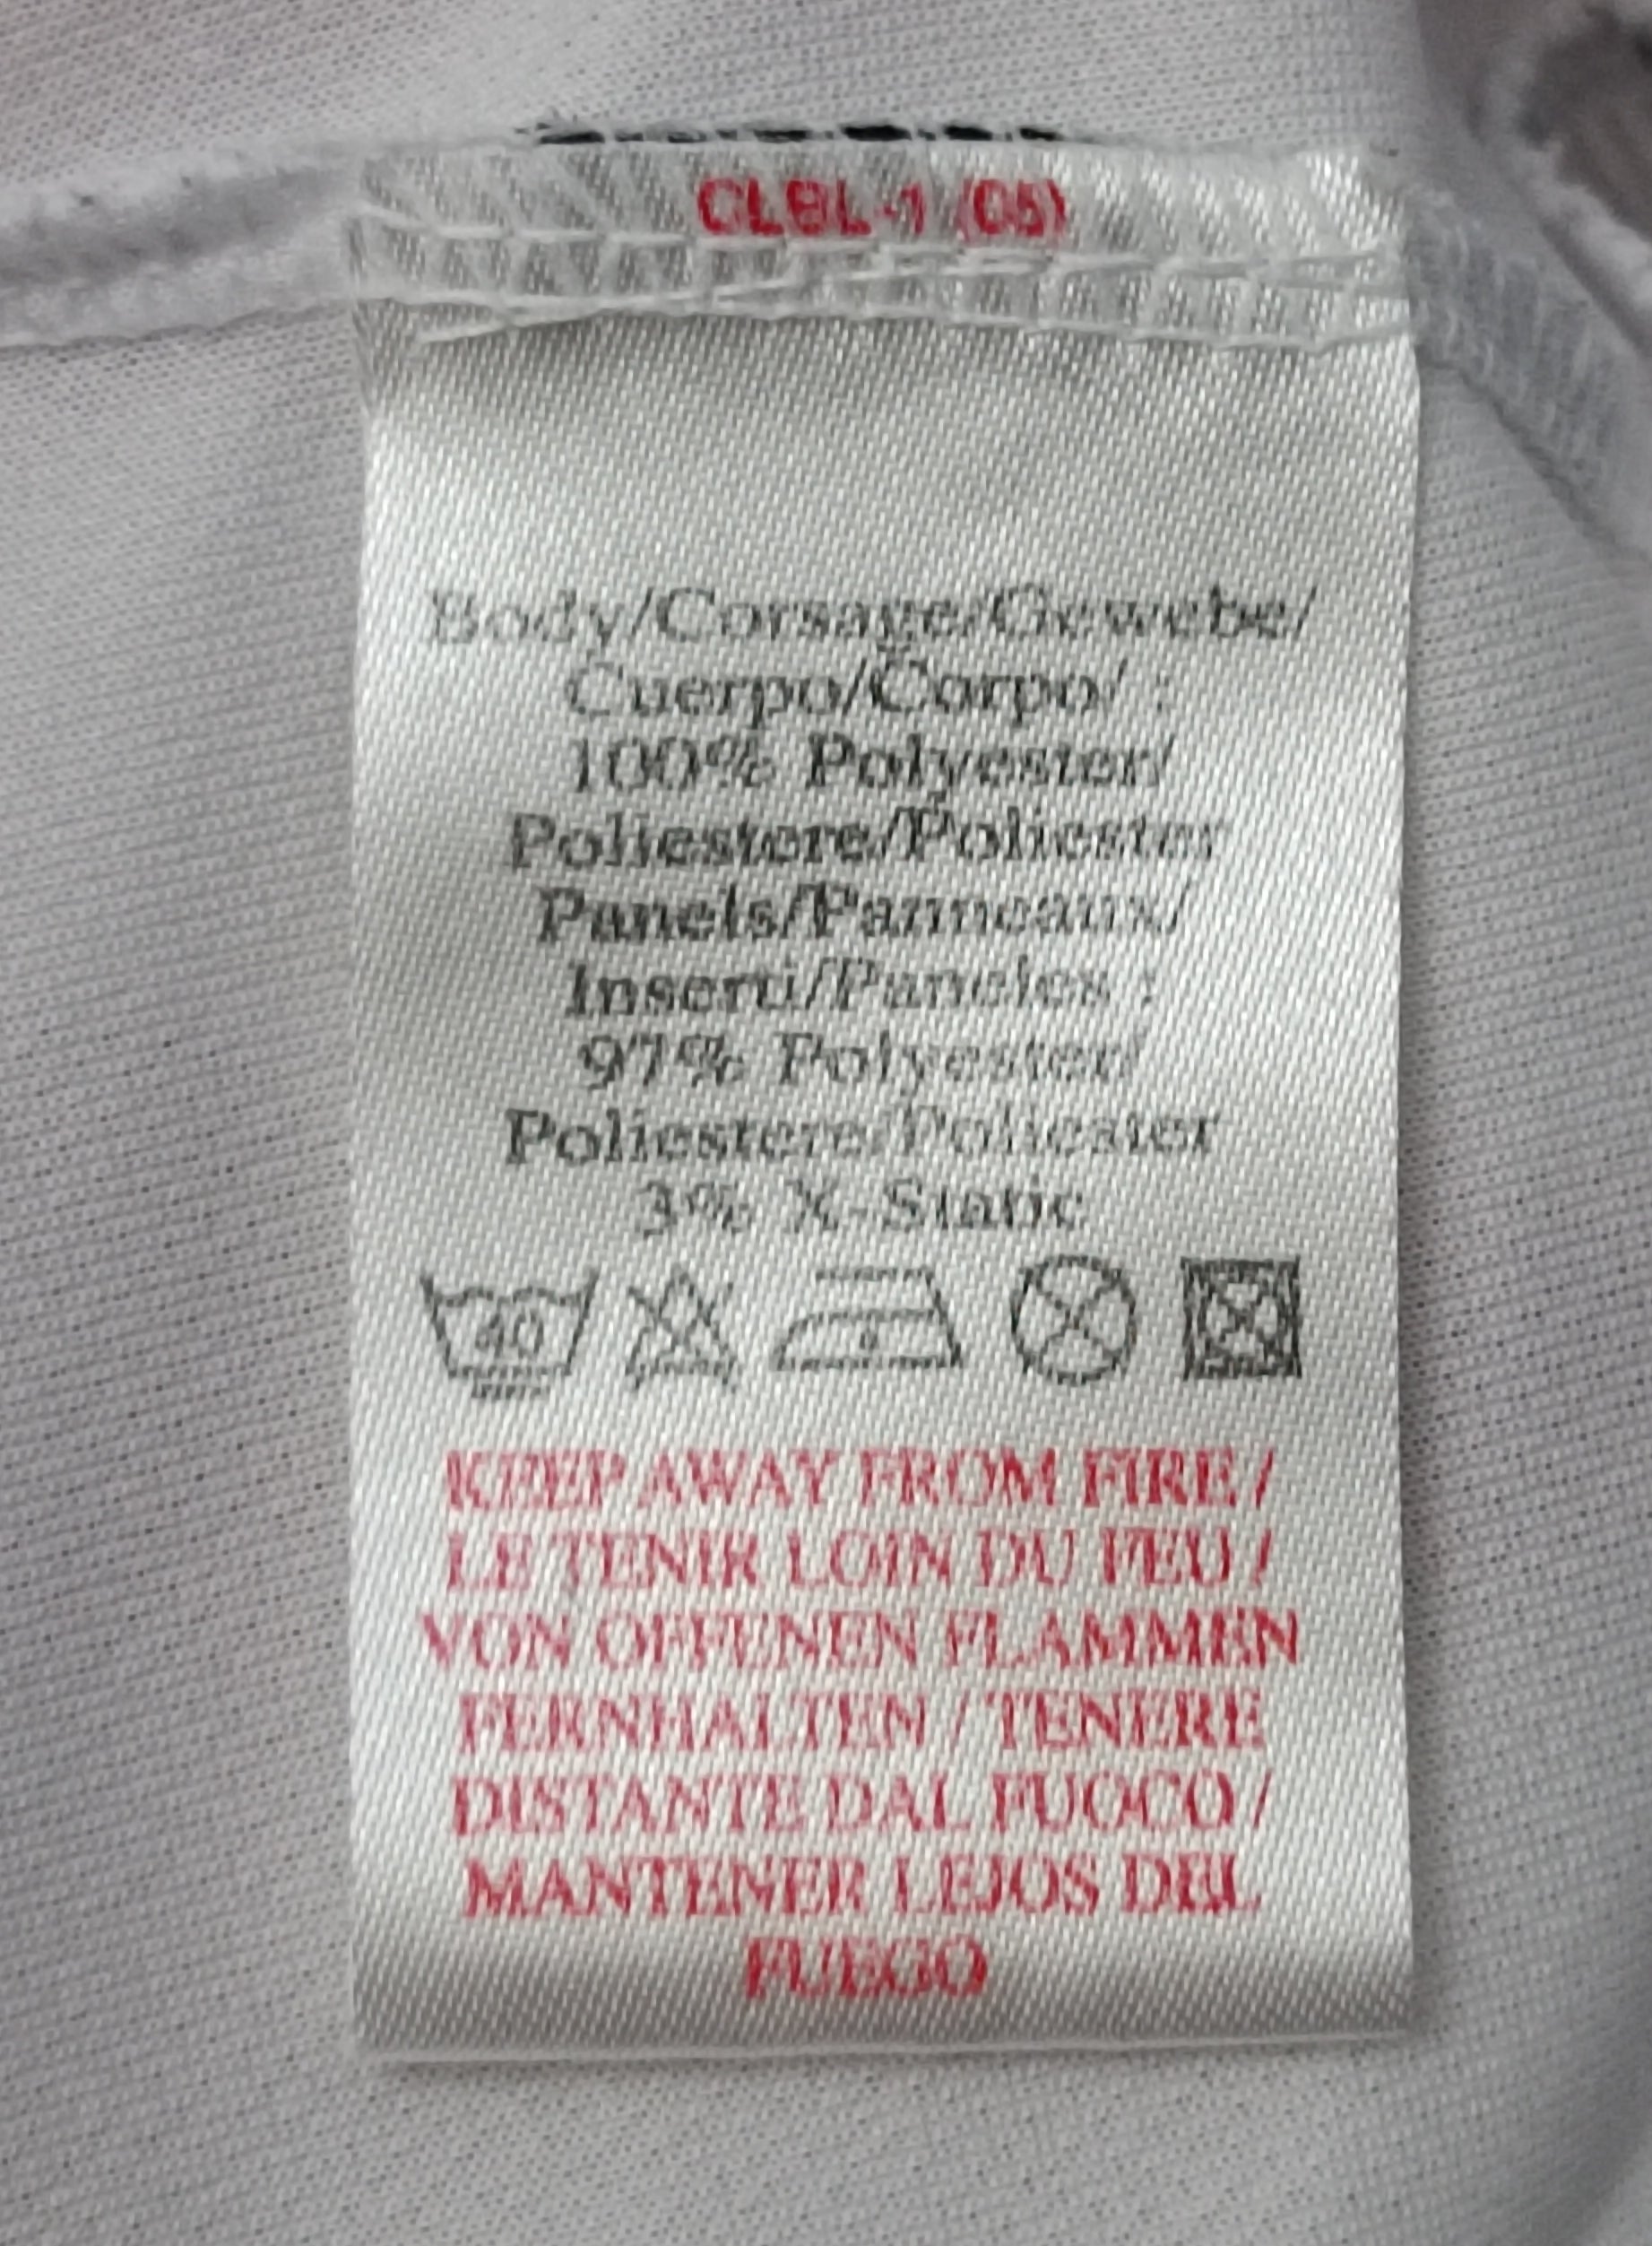 CLBL-1 (05)
Body/Corsage/Gewebe/
Cuerpo/Corpo/ :
100% Polyester/
Poliestere/Poliester
Panels/Panneaux/
Inserti/Paneles :
97% Polyester/
Poliestere/Poliester
3% X-Static
40
KEEP AWAY FROM FIRE /
LE TENIR LOIN DU FEU /
VON OFFENEN FLAMMEN
FERNHALTEN / TENERE
DISTANTE DAL FUOCO /
MANTENER LEJOS DEL
FUEGO